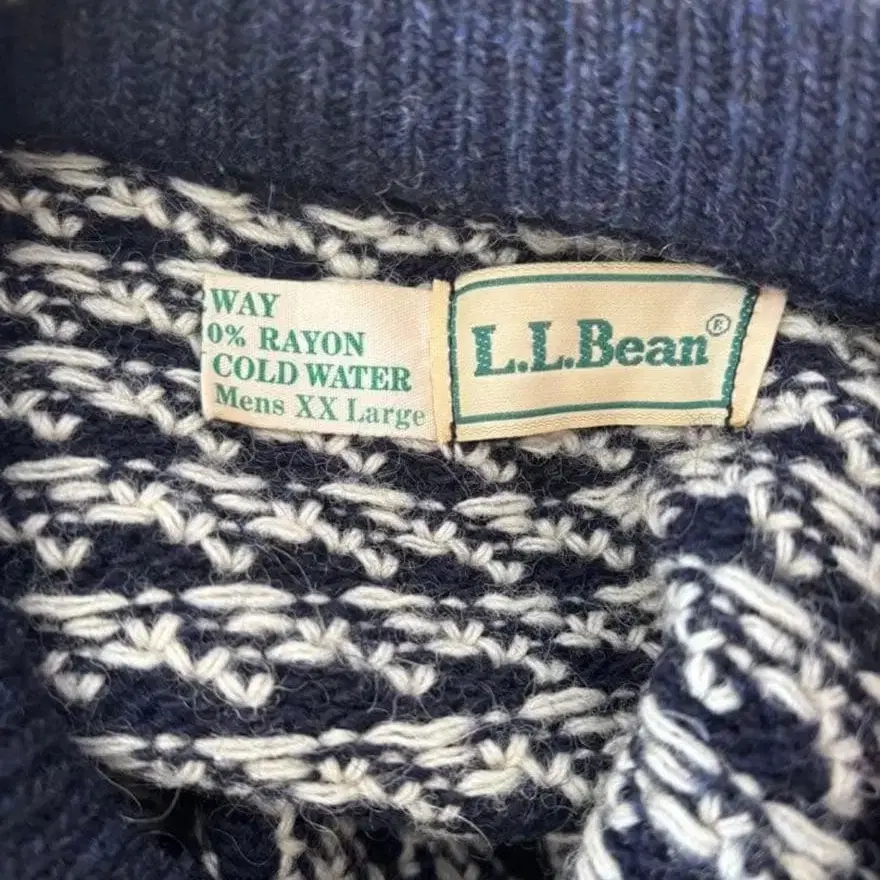 WAY
0% RAYON
COLD WATER
Mens XX Large
L.L.Bean®